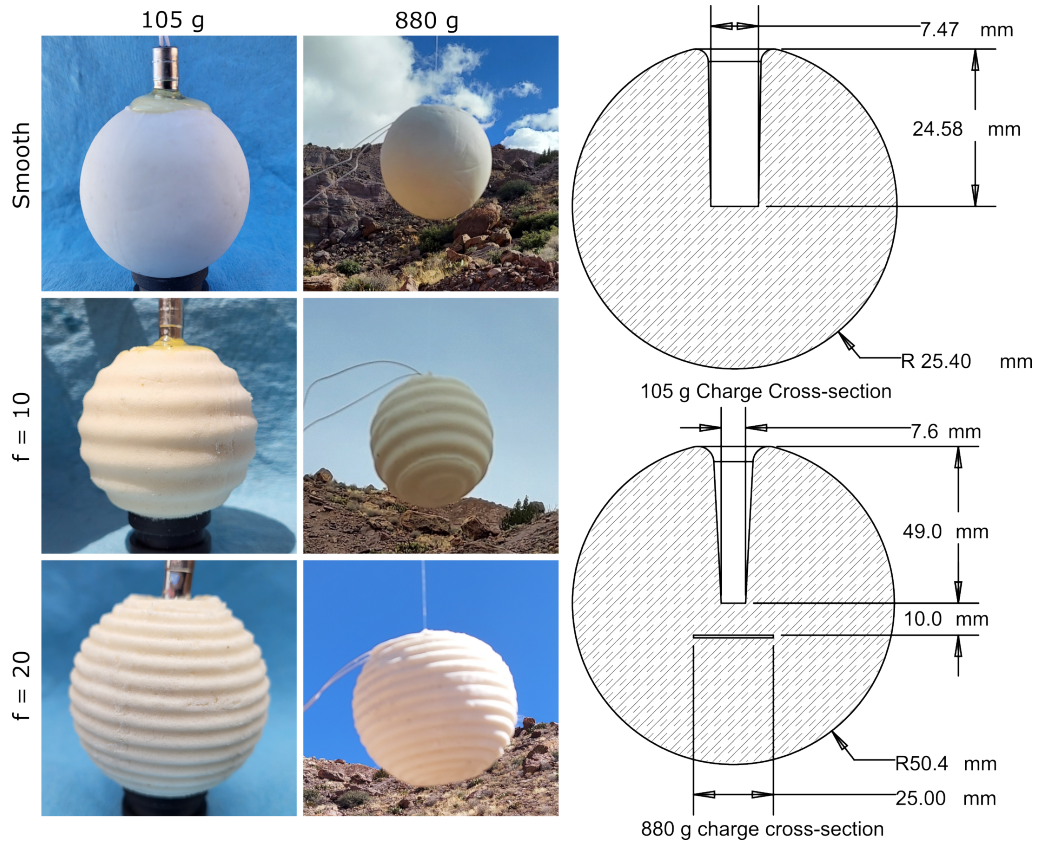 105 g
880 g
Smooth
f = 10
f = 20
7.47 mm
24.58 mm
R 25.40 mm
105 g Charge Cross-section
7.6 mm
49.0 mm
10.0 mm
R50.4 mm
25.00 mm
880 g charge cross-section